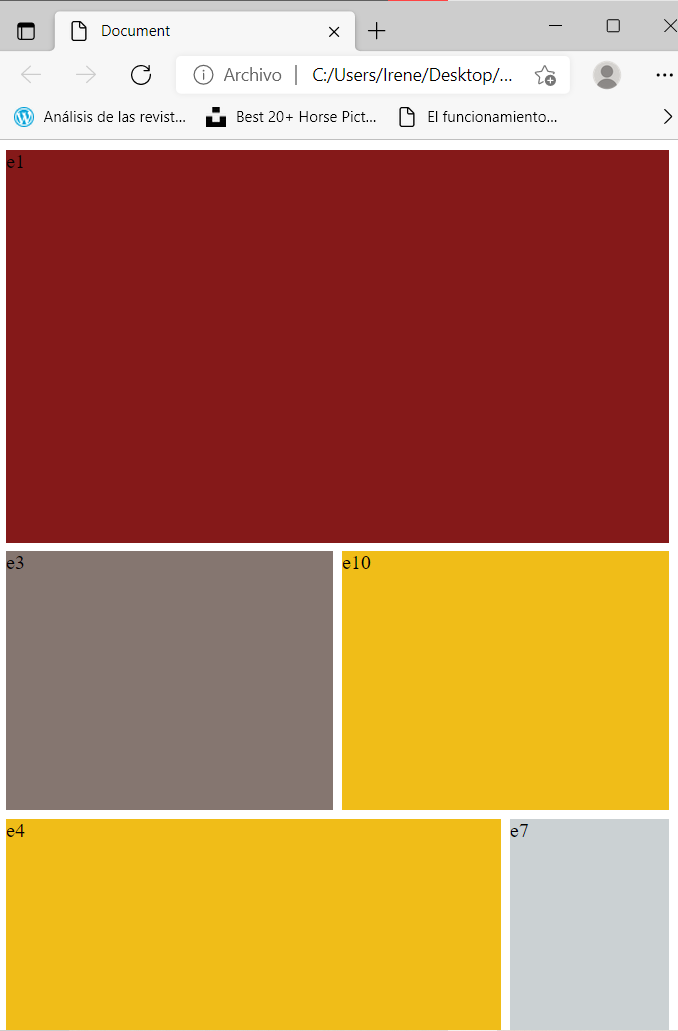 Document
Archivo | C:/Users/Irene/Desktop/...
Análisis de las revist... Best 20+ Horse Pict... El funcionamiento...
e1
e3 e10
e4 e7